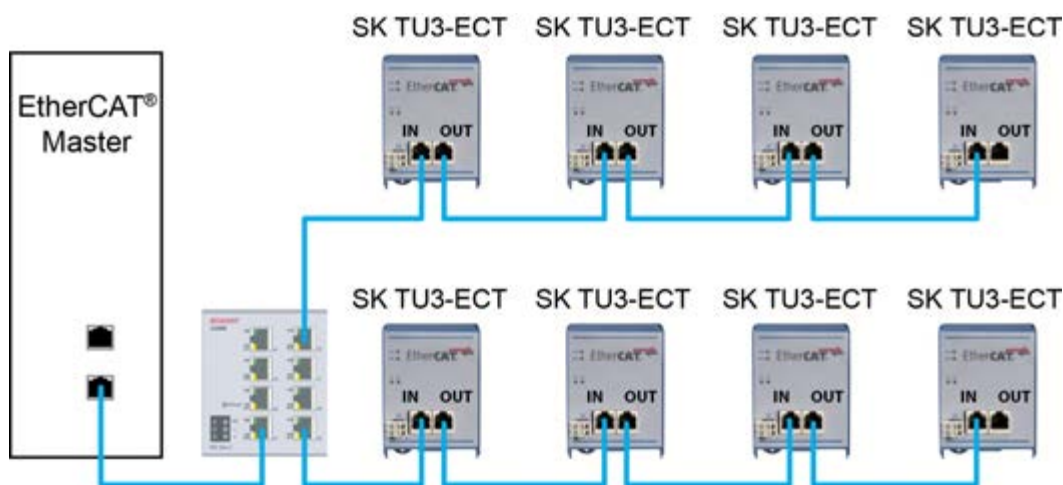 SK TU3-ECT SK TU3-ECT SK TU3-ECT SK TU3-ECT
EtherCAT®
Master
EtherCAT EtherCAT EtherCAT EtherCAT
IN OUT IN OUT IN OUT IN OUT
SK TU3-ECT SK TU3-ECT SK TU3-ECT SK TU3-ECT
EtherCAT EtherCAT EtherCAT EtherCAT
IN OUT IN OUT IN OUT IN OUT